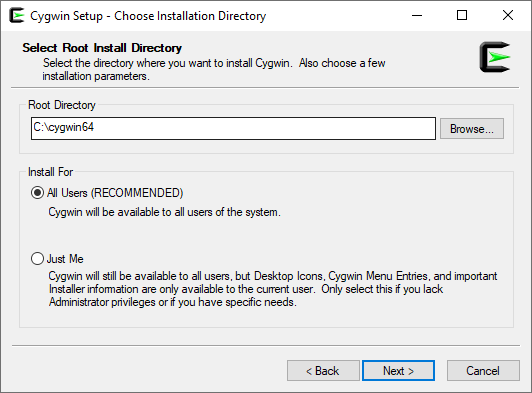 Cygwin Setup - Choose Installation Directory
Select Root Install Directory
Select the directory where you want to install Cygwin.  Also choose a few
installation parameters.
Root Directory
C:\cygwin64
Browse...
Install For
All Users (RECOMMENDED)
Cygwin will be available to all users of the system.
Just Me
Cygwin will still be available to all users, but Desktop Icons, Cygwin Menu Entries, and important
Installer information are only available to the current user.  Only select this if you lack
Administrator privileges or if you have specific needs.
< Back
Next >
Cancel